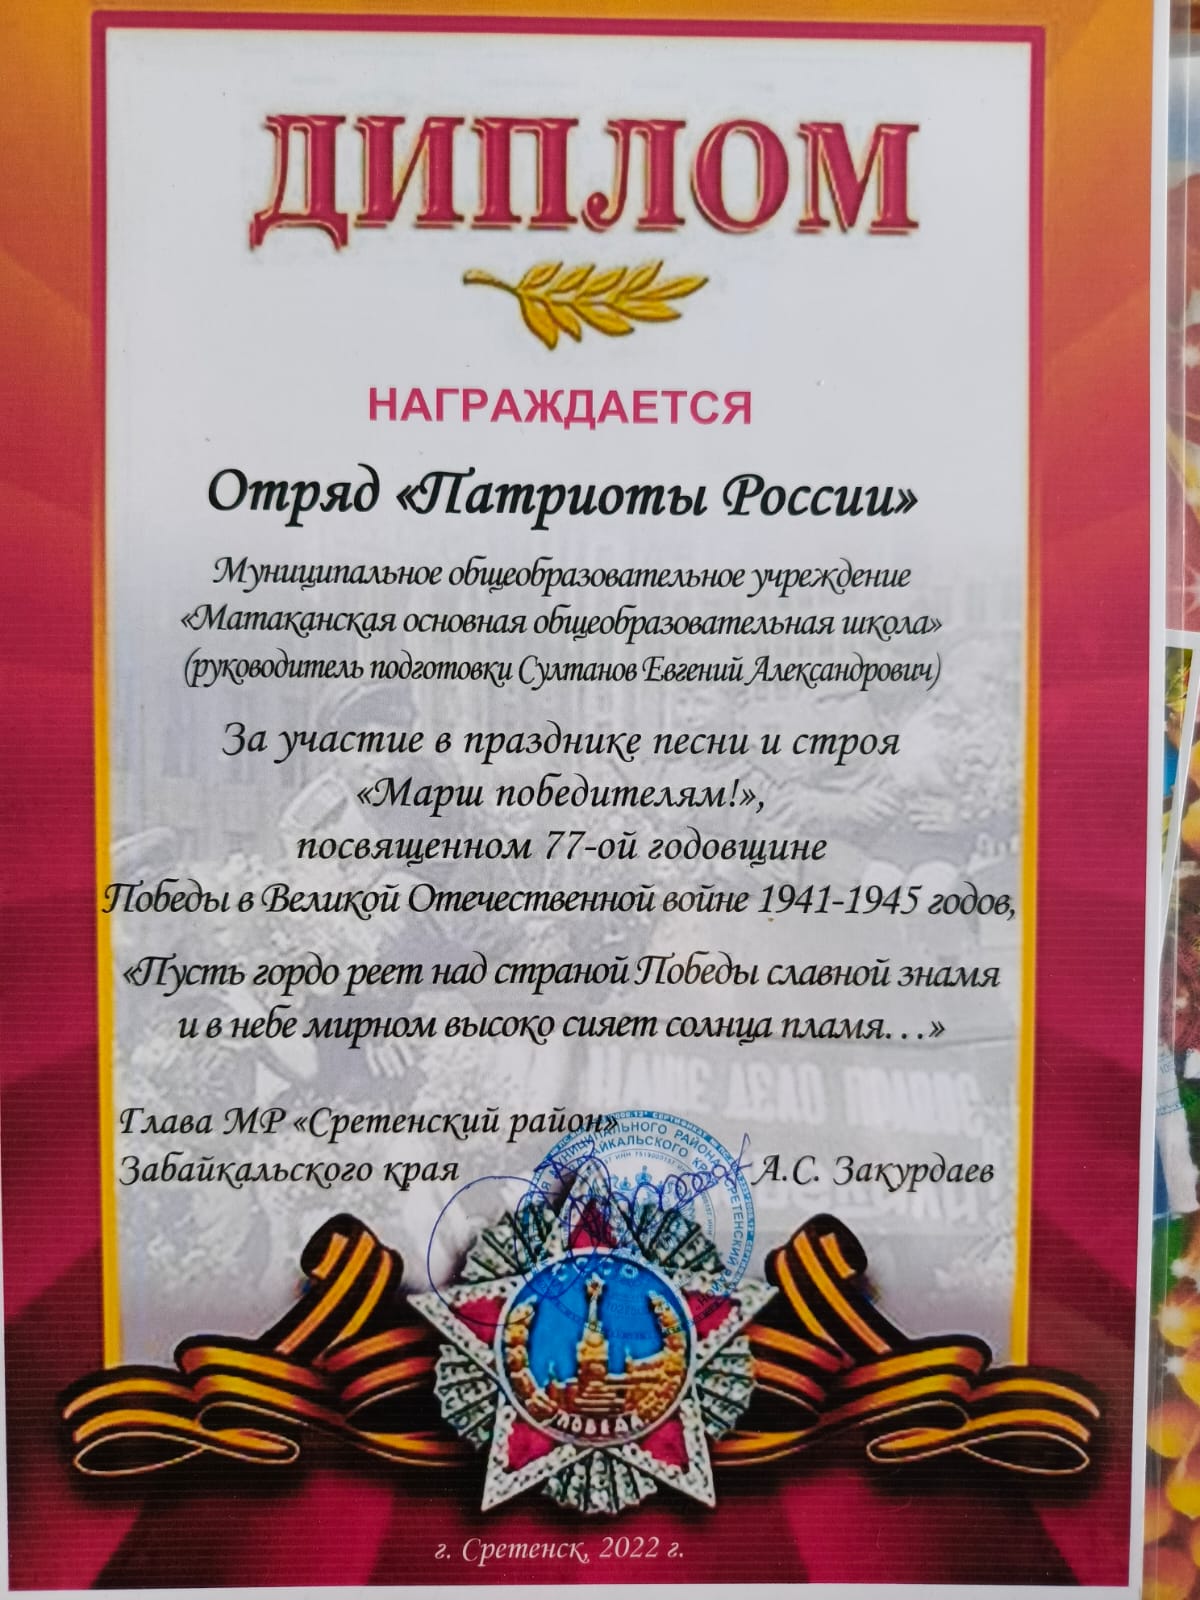 ДИПЛОМ
НАГРАЖДАЕТСЯ
Отряд «Патриоты России»
Муниципальное общеобразовательное учреждение
«Матаканская основная общеобразовательная школа»
(руководитель подготовки Султанов Евгений Александрович)
За участие в празднике песни и строя
«Марш победителям!»,
посвященном 77-ой годовщине
Победы в Великой Отечественной войне 1941-1945 годов,
«Пусть гордо реет над страной Победы славной знамя
и в небе мирном высоко сияет солнца пламя…»
Глава МР «Сретенский район»
Забайкальского края
А.С. Закурдаев
ПОБЕДА
г. Сретенск, 2022 г.